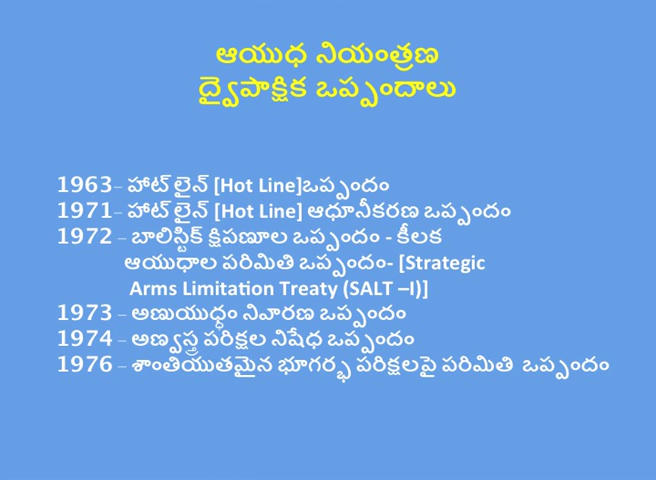 ఆయుధ నియంత్రణ
ద్వైపాక్షిక ఒప్పందాలు
1963– హాట్ లైన్ [Hot Line]ఒప్పందం
1971– హాట్ లైన్ [Hot Line] ఆధూనీకరణ ఒప్పందం
1972 – బాలిస్టిక్ క్షిపణూల ఒప్పందం - కీలక
ఆయుధాల పరిమితి ఒప్పందం- [Strategic
Arms Limitation Treaty (SALT –I)]
1973 – అణుయుధ్ధం నివారణ ఒప్పందం
1974 – అణ్వస్త్ర పరిక్షల నిషేధ ఒప్పందం
1976 – శాంతియుతమైన భూగర్భ పరిక్షలపై పరిమితి ఒప్పందం